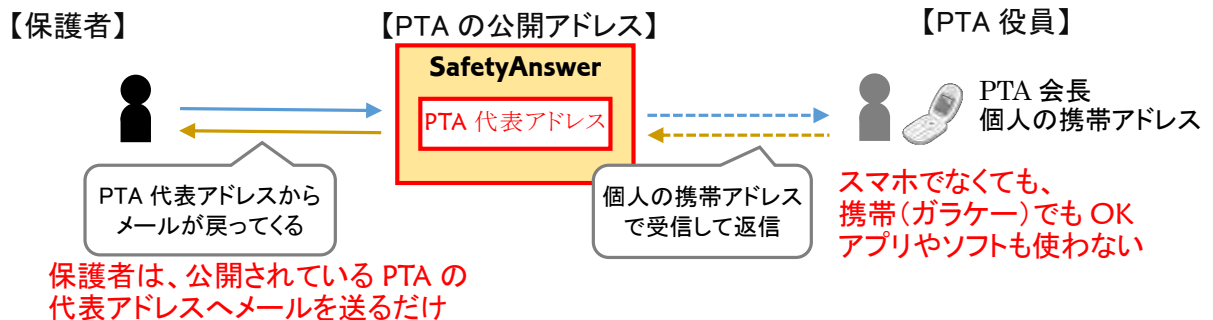 【保護者】
【PTA の公開アドレス】
【PTA 役員】
SafetyAnswer
PTA 代表アドレス
PTA 会長
個人の携帯アドレス
PTA 代表アドレスから
メールが戻ってくる
個人の携帯アドレス
で受信して返信
スマホでなくても、
携帯（ガラケー）でも OK
アプリやソフトも使わない
保護者は、公開されている PTA の
代表アドレスへメールを送るだけ